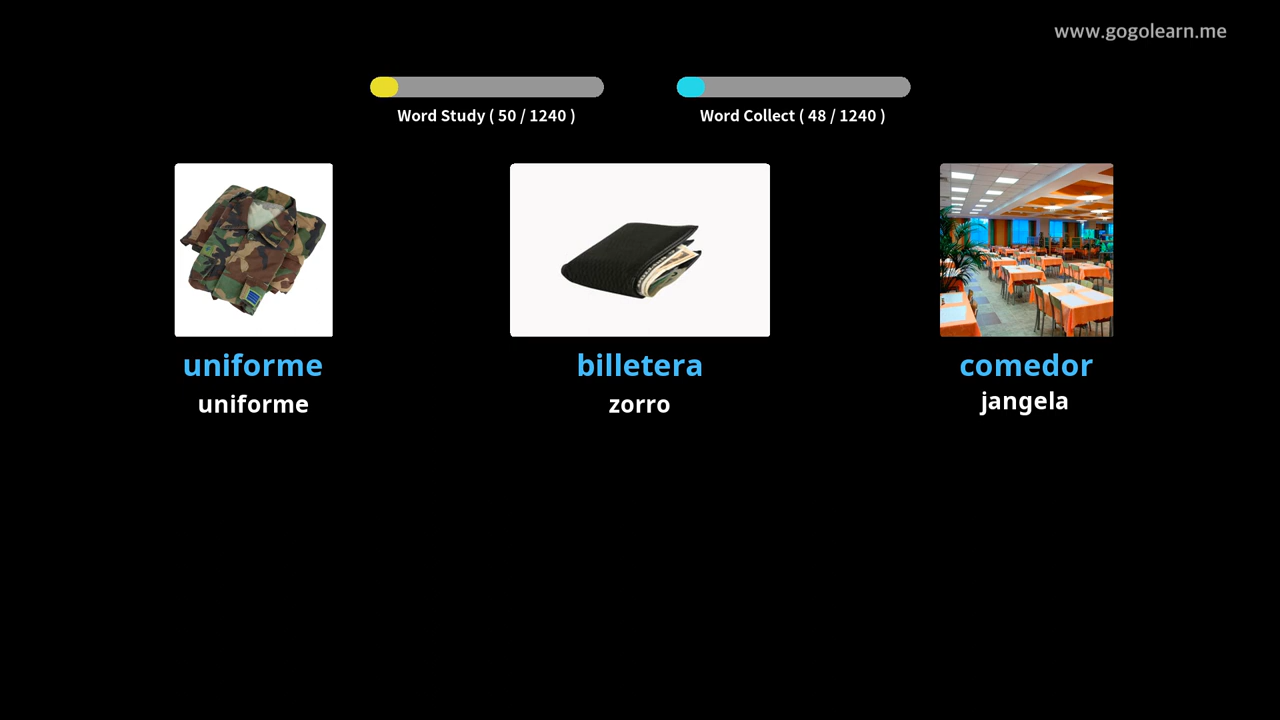 www.gogolearn.me
Word Study ( 50 / 1240 )
Word Collect ( 48 / 1240 )
uniforme
uniforme
billetera
zorro
comedor
jangela